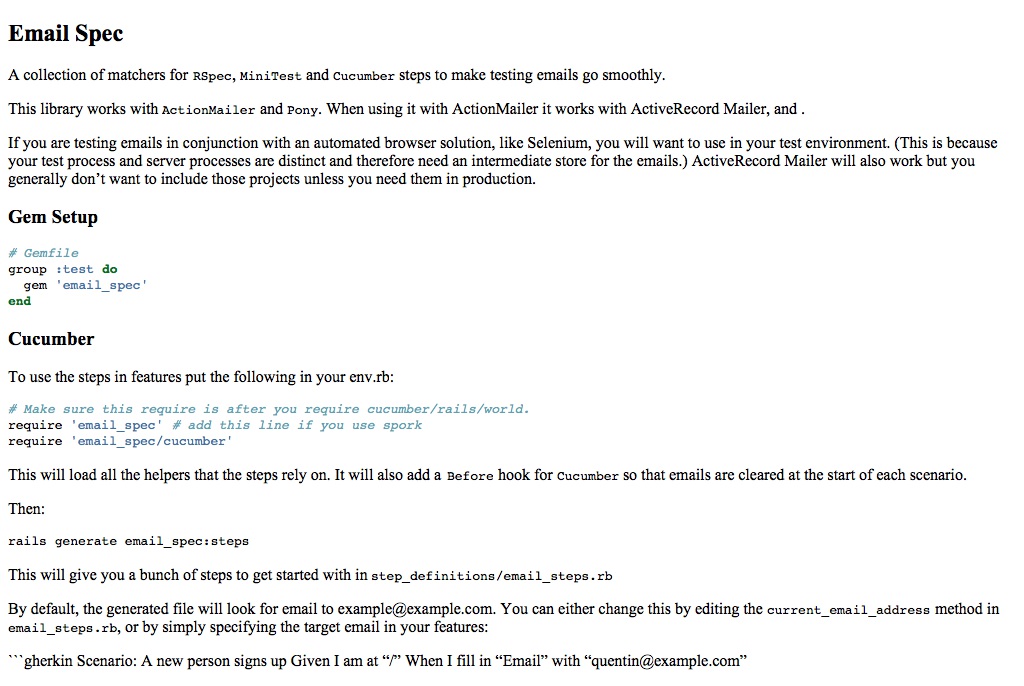 Email Spec
A collection of matchers for RSpec, MiniTest and Cucumber steps to make testing emails go smoothly.
This library works with ActionMailer and Pony. When using it with ActionMailer it works with ActiveRecord Mailer, and .
If you are testing emails in conjunction with an automated browser solution, like Selenium, you will want to use in your test environment. (This is because
your test process and server processes are distinct and therefore need an intermediate store for the emails.) ActiveRecord Mailer will also work but you
generally don’t want to include those projects unless you need them in production.
Gem Setup
# Gemfile
group :test do
  gem 'email_spec'
end
Cucumber
To use the steps in features put the following in your env.rb:
# Make sure this require is after you require cucumber/rails/world.
require 'email_spec' # add this line if you use spork
require 'email_spec/cucumber'
This will load all the helpers that the steps rely on. It will also add a Before hook for Cucumber so that emails are cleared at the start of each scenario.
Then:
rails generate email_spec:steps
This will give you a bunch of steps to get started with in step_definitions/email_steps.rb
By default, the generated file will look for email to example@example.com. You can either change this by editing the current_email_address method in
email_steps.rb, or by simply specifying the target email in your features:
```gherkin Scenario: A new person signs up Given I am at “/” When I fill in “Email” with “quentin@example.com”